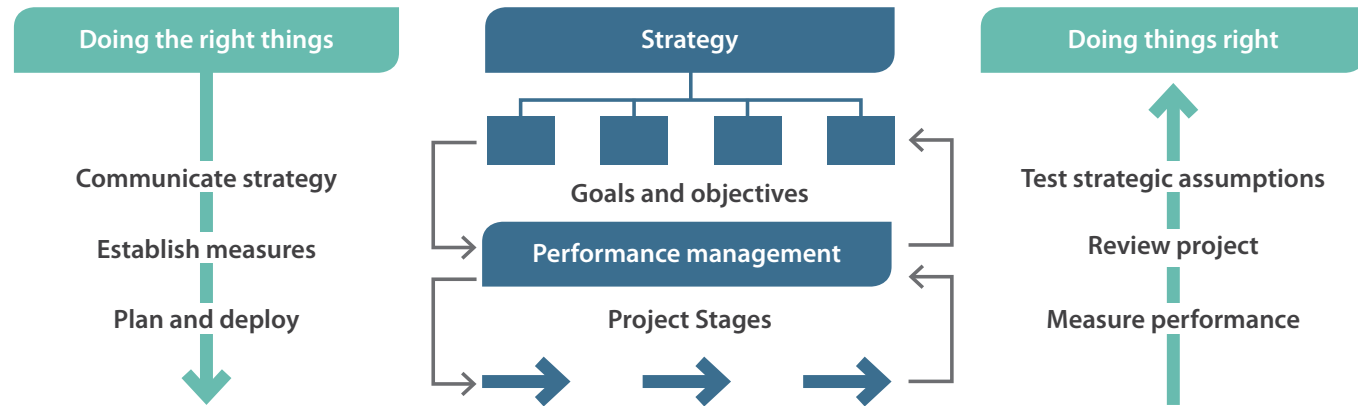 Doing the right things
Communicate strategy
Establish measures
Plan and deploy
Strategy
Goals and objectives
Performance management
Project Stages
Doing things right
Test strategic assumptions
Review project
Measure performance